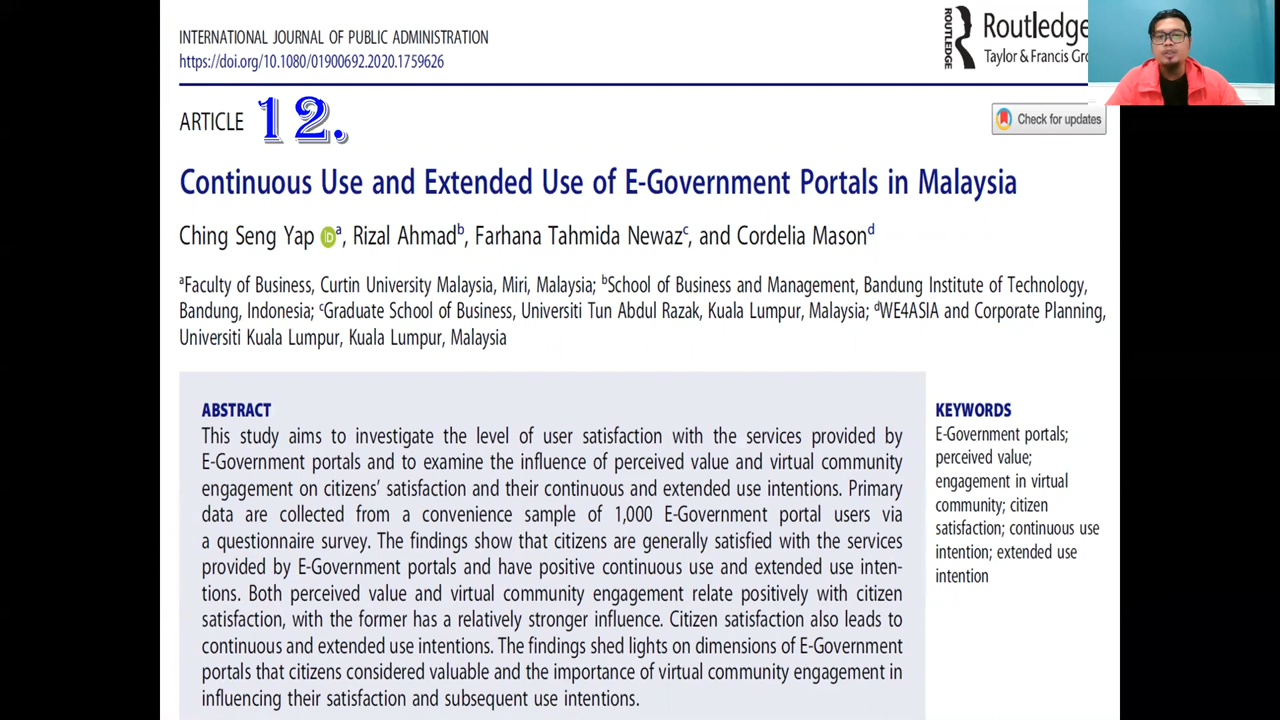 INTERNATIONAL JOURNAL OF PUBLIC ADMINISTRATION
https://doi.org/10.1080/01900692.2020.1759626
ROUTLEDGE
Routledge
Taylor & Francis Gro
ARTICLE 12.
Check for updates
Continuous Use and Extended Use of E-Government Portals in Malaysia
Ching Seng Yap iD a, Rizal Ahmad b, Farhana Tahmida Newaz c, and Cordelia Mason d
aFaculty of Business, Curtin University Malaysia, Miri, Malaysia; bSchool of Business and Management, Bandung Institute of Technology,
Bandung, Indonesia; cGraduate School of Business, Universiti Tun Abdul Razak, Kuala Lumpur, Malaysia; dWE4ASIA and Corporate Planning,
Universiti Kuala Lumpur, Kuala Lumpur, Malaysia
ABSTRACT
This study aims to investigate the level of user satisfaction with the services provided by
E-Government portals and to examine the influence of perceived value and virtual community
engagement on citizens’ satisfaction and their continuous and extended use intentions. Primary
data are collected from a convenience sample of 1,000 E-Government portal users via
a questionnaire survey. The findings show that citizens are generally satisfied with the services
provided by E-Government portals and have positive continuous use and extended use inten-
tions. Both perceived value and virtual community engagement relate positively with citizen
satisfaction, with the former has a relatively stronger influence. Citizen satisfaction also leads to
continuous and extended use intentions. The findings shed lights on dimensions of E-Government
portals that citizens considered valuable and the importance of virtual community engagement in
influencing their satisfaction and subsequent use intentions.
KEYWORDS
E-Government portals;
perceived value;
engagement in virtual
community; citizen
satisfaction; continuous use
intention; extended use
intention